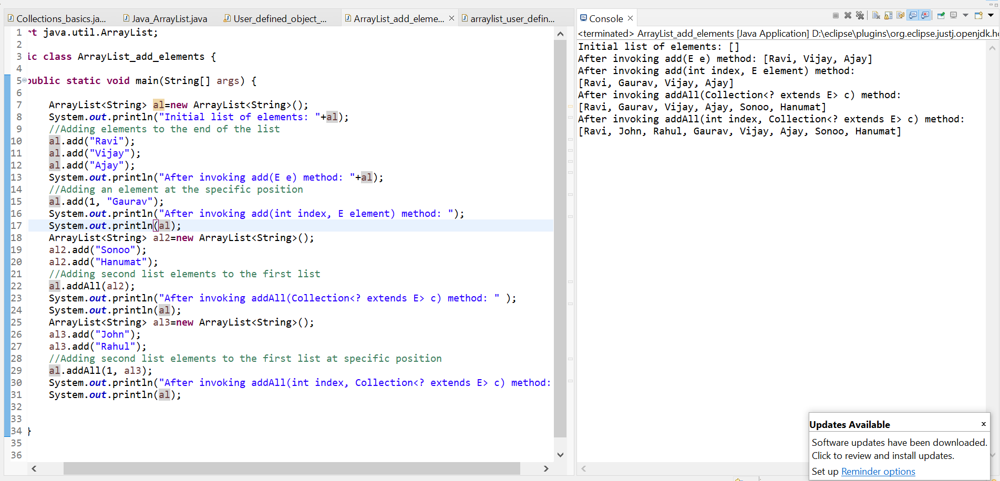 Collections_basics.ja...
Java_ArrayList.java
User_defined_object_...
ArrayList_add_eleme...
arraylist_user_defin...
1 rt java.util.ArrayList;
2
3 ic class ArrayList_add_elements {
4
5 public static void main(String[] args) {
6
7 ArrayList<String> al=new ArrayList<String>();
8 System.out.println("Initial list of elements: "+al);
9 //Adding elements to the end of the list
10 al.add("Ravi");
11 al.add("Vijay");
12 al.add("Ajay");
13 System.out.println("After invoking add(E e) method: "+al);
14 //Adding an element at the specific position
15 al.add(1, "Gaurav");
16 System.out.println("After invoking add(int index, E element) method: ");
17 System.out.println(al);
18 ArrayList<String> al2=new ArrayList<String>();
19 al2.add("Sonoo");
20 al2.add("Hanumat");
21 //Adding second list elements to the first list
22 al.addAll(al2);
23 System.out.println("After invoking addAll(Collection<? extends E> c) method: " );
24 System.out.println(al);
25 ArrayList<String> al3=new ArrayList<String>();
26 al3.add("John");
27 al3.add("Rahul");
28 //Adding second list elements to the first list at specific position
29 al.addAll(1, al3);
30 System.out.println("After invoking addAll(int index, Collection<? extends E> c) method:
31 System.out.println(al);
32
33
34 }
35
36
Console
<terminated> ArrayList_add_elements [Java Application] D:\eclipse\plugins\org.eclipse.justj.openjdk.h
Initial list of elements: []
After invoking add(E e) method: [Ravi, Vijay, Ajay]
After invoking add(int index, E element) method:
[Ravi, Gaurav, Vijay, Ajay]
After invoking addAll(Collection<? extends E> c) method:
[Ravi, Gaurav, Vijay, Ajay, Sonoo, Hanumat]
After invoking addAll(int index, Collection<? extends E> c) method:
[Ravi, John, Rahul, Gaurav, Vijay, Ajay, Sonoo, Hanumat]
Updates Available
Software updates have been downloaded.
Click to review and install updates.
Set up Reminder options